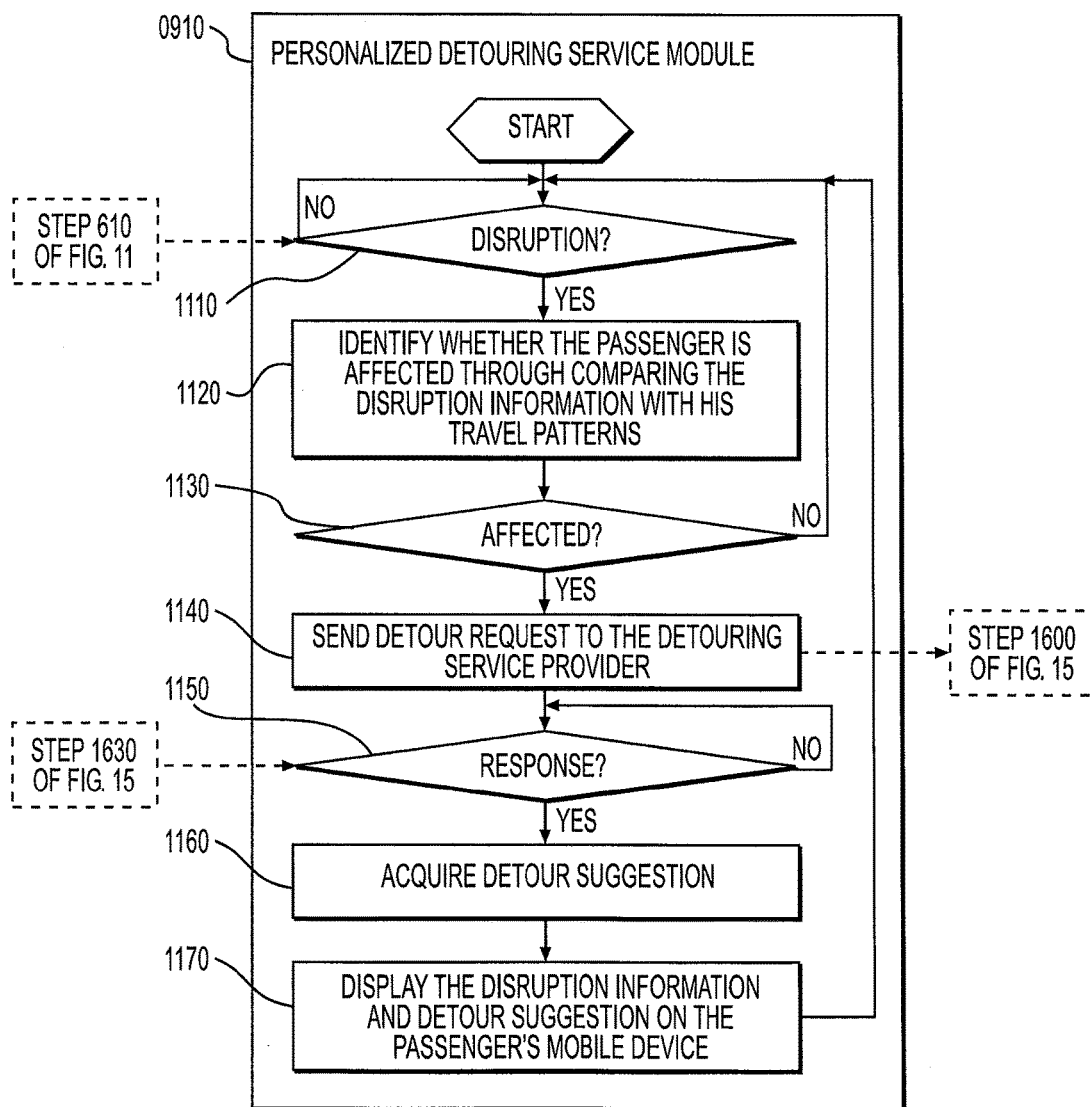 0910
PERSONALIZED DETOURING SERVICE MODULE
START
NO
STEP 610
OF FIG. 11
DISRUPTION?
1110
YES
1120
IDENTIFY WHETHER THE PASSENGER IS
AFFECTED THROUGH COMPARING THE
DISRUPTION INFORMATION WITH HIS
TRAVEL PATTERNS
1130
AFFECTED?
NO
YES
1140
SEND DETOUR REQUEST TO THE DETOURING
SERVICE PROVIDER
STEP 1600
OF FIG. 15
1150
STEP 1630
OF FIG. 15
RESPONSE?
NO
YES
1160
ACQUIRE DETOUR SUGGESTION
1170
DISPLAY THE DISRUPTION INFORMATION
AND DETOUR SUGGESTION ON THE
PASSENGER'S MOBILE DEVICE